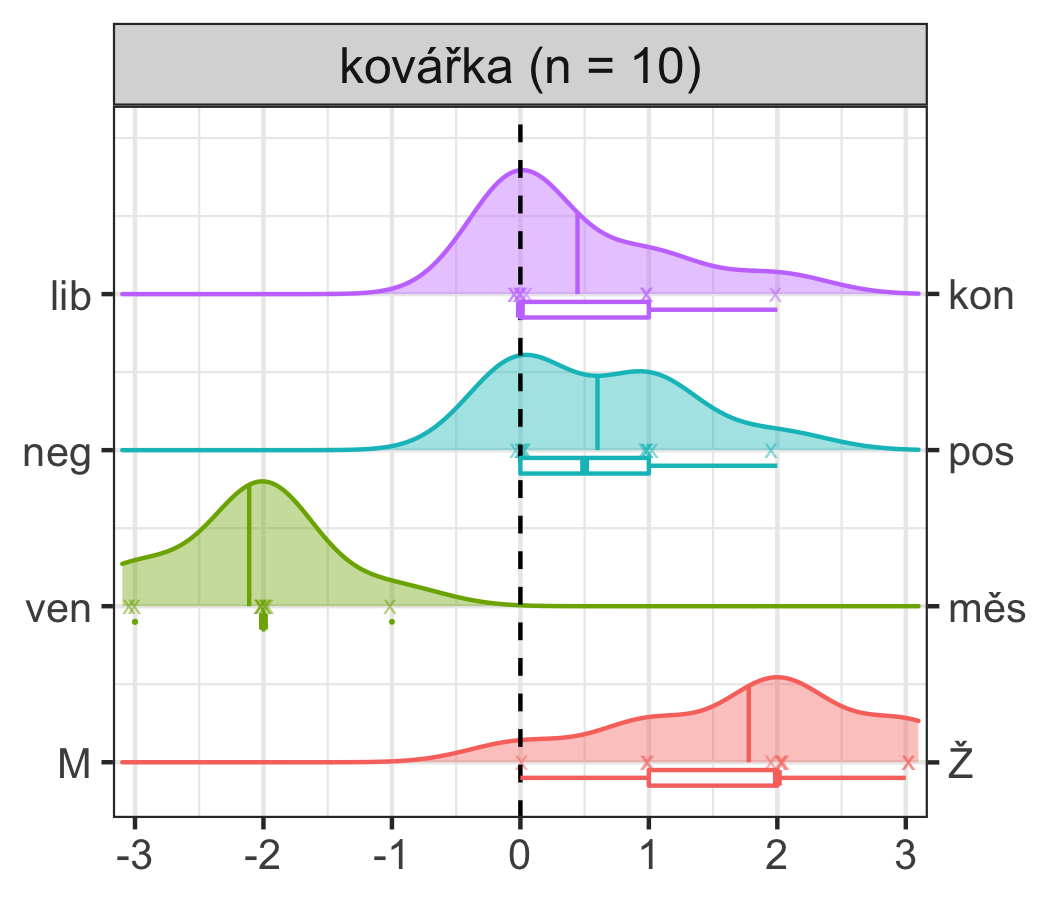 kovářka (n = 10)
lib kon
neg pos
ven měs
M Ž
-3 -2 -1 0 1 2 3